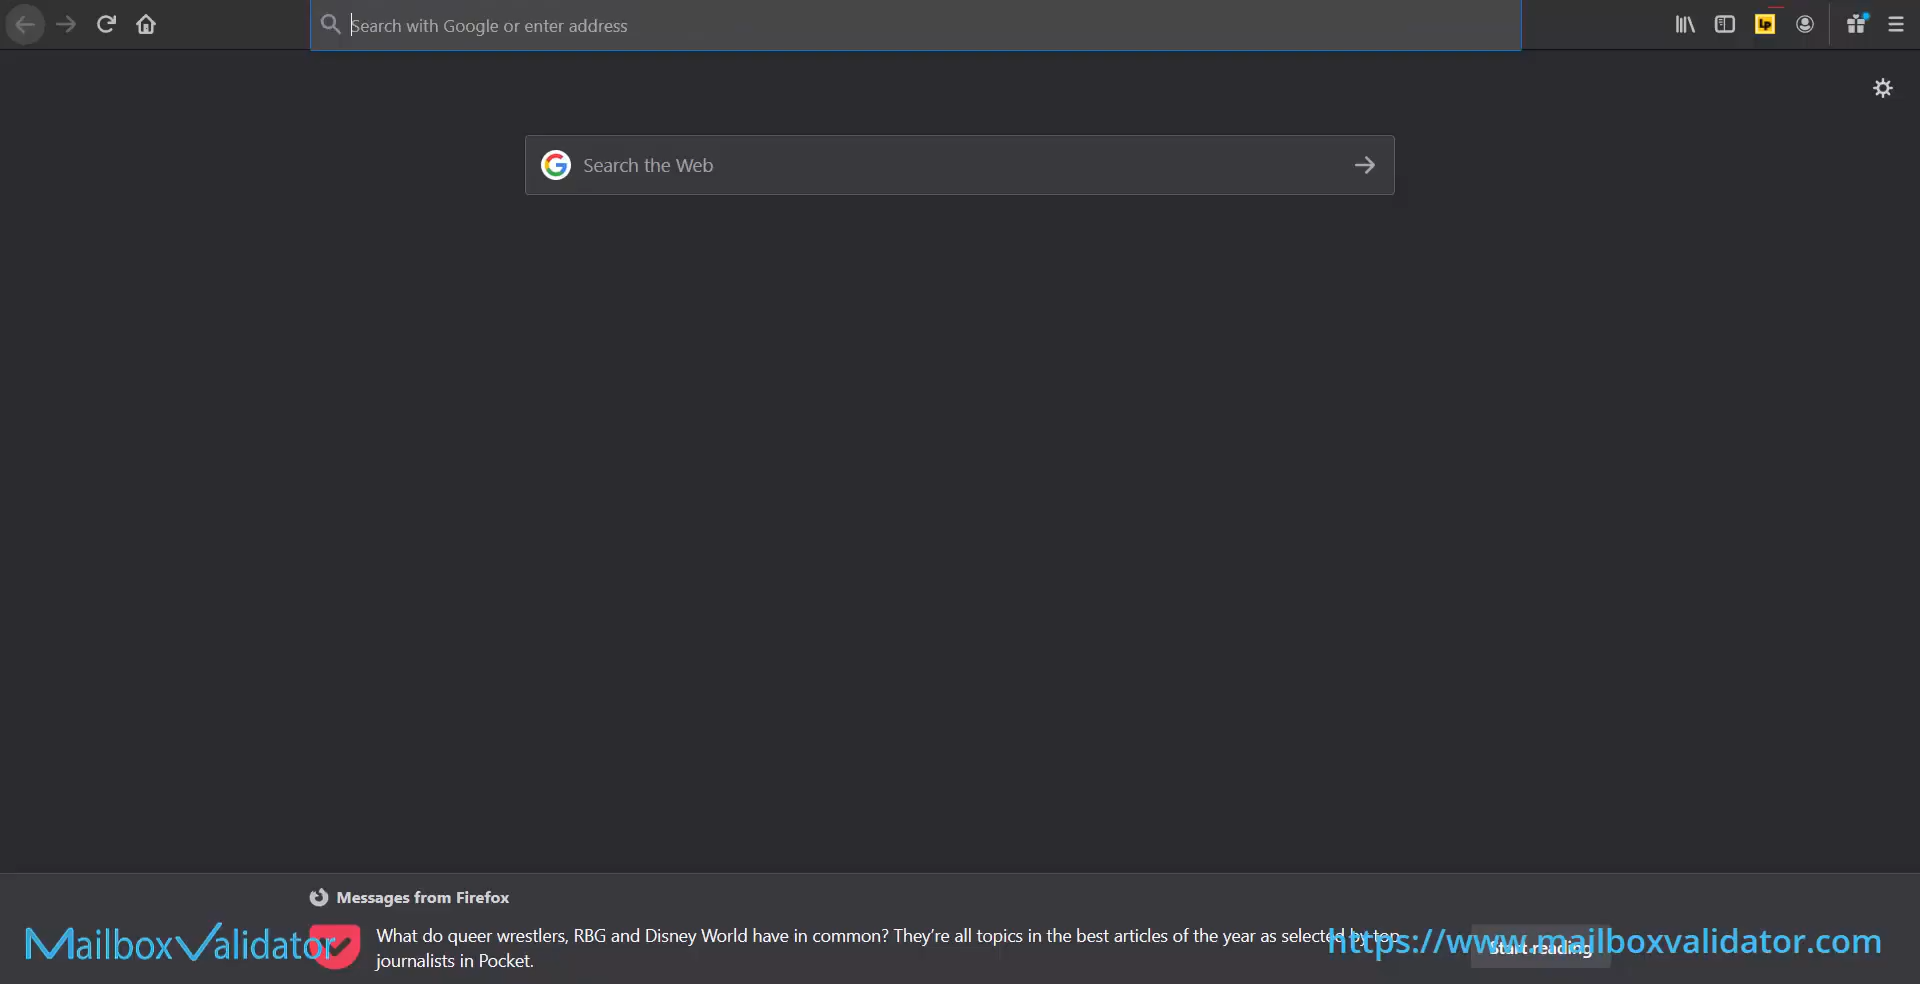 Search with Google or enter address
Search the Web
Messages from Firefox
MailboxValidator
What do queer wrestlers, RBG and Disney World have in common? They're all topics in the best articles of the year as selected by top
journalists in Pocket.
Start reading
https://www.mailboxvalidator.com